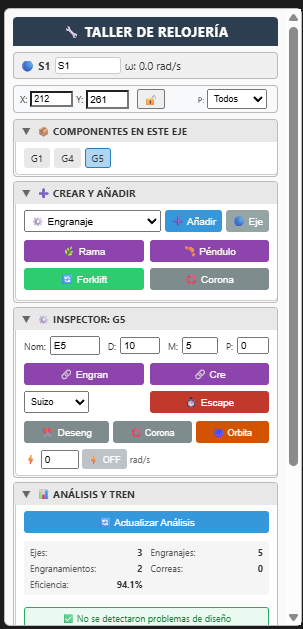 TALLER DE RELOJERÍA
S1 S1 ω: 0.0 rad/s
X: 212 Y: 261 P: Todos
▼ COMPONENTES EN ESTE EJE
G1 G4 G5
▼ CREAR Y AÑADIR
Engranaje Añadir Eje
Rama Péndulo
Forklift Corona
▼ INSPECTOR: G5
Nom: E5 D: 10 M: 5 P: 0
Engran Cre
Suizo Escape
Deseng Corona Orbita
0 OFF rad/s
▼ ANÁLISIS Y TREN
Actualizar Análisis
Ejes: 3 Engranajes: 5
Engranamientos: 2 Correas: 0
Eficiencia: 94.1%
No se detectaron problemas de diseño